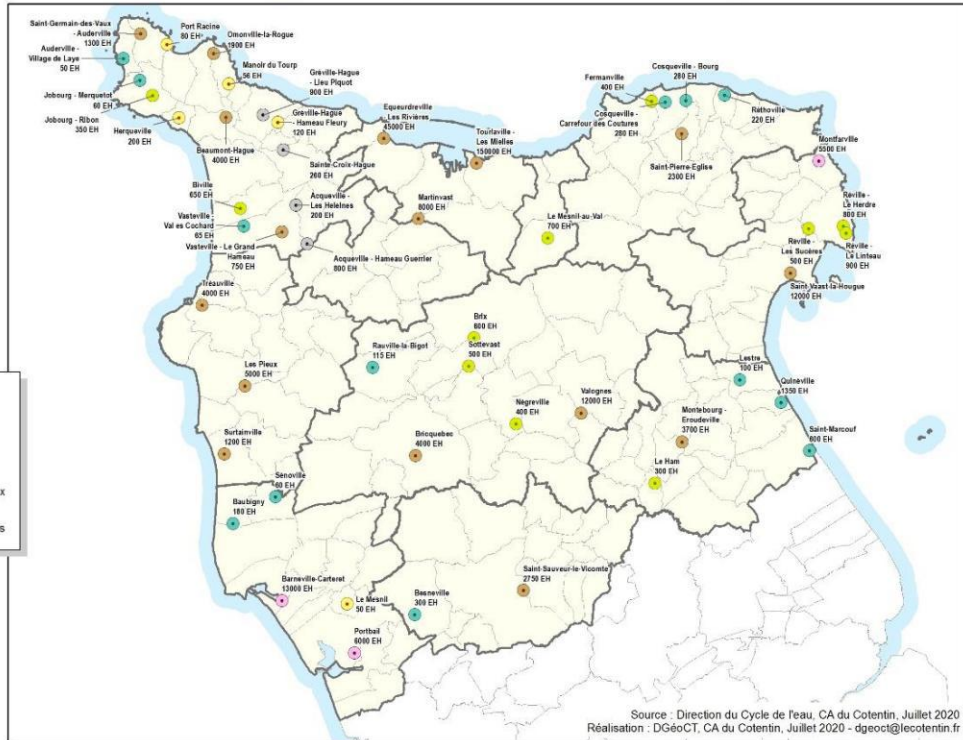 Saint-Germain-des-Vaux
- Auderville
1300 EH
Port Racine
80 EH
Omonville-la-Rogue
1900 EH
Auderville -
Village de Laye
50 EH
Manoir du Tourp
56 EH
Gréville-Hague
- Lieu Piquot
900 EH
Jobourg - Merquetot
60 EH
Jobourg - Ribon
350 EH
Herqueville
200 EH
Beaumont-Hague
4000 EH
Gréville-Hague
Hameau Fleury
120 EH
Sainte-Croix-Hague
260 EH
Equeurdreville
Les Rivières
45000 EH
Tourlaville -
Les Mielles
150000 EH
Fermanville
400 EH
Cosqueville - Bourg
280 EH
Cosqueville -
Carrefour des Coutures
280 EH
Réthoville
220 EH
Saint-Pierre-Eglise
2300 EH
Montfarville
5500 EH
Biville
650 EH
Vasteville -
Val es Cochard
65 EH
Acqueville
- Les Heleines
200 EH
Martinvast
8000 EH
Le Mesnil-au-Val
700 EH
Réville -
Le Herdre
800 EH
Réville -
Les Bucères
500 EH
Réville -
Le Linteau
900 EH
Vasteville - Le Grand
Hameau
750 EH
Acqueville - Hameau Guerrier
800 EH
Saint-Vaast-la-Hougue
12000 EH
Tréauville
4000 EH
Brix
600 EH
Rauville-la-Bigot
115 EH
Sottevast
500 EH
Les Pieux
5000 EH
Lestre
100 EH
Quinéville
1350 EH
Négreville
400 EH
Valognes
12000 EH
Montebourg -
Eroudeville
3700 EH
Surtainville
1200 EH
Bricquebec
4000 EH
Saint-Marcouf
600 EH
Le Ham
300 EH
Sénoville
60 EH
Baubigny
180 EH
Barneville-Carteret
13000 EH
Le Mesnil
50 EH
Besneville
300 EH
Saint-Sauveur-le-Vicomte
2750 EH
Portbail
6000 EH
x
s
Source : Direction du Cycle de l'eau, CA du Cotentin, Juillet 2020
Réalisation : DGéoCT, CA du Cotentin, Juillet 2020 - dgeoct@lecotentin.fr